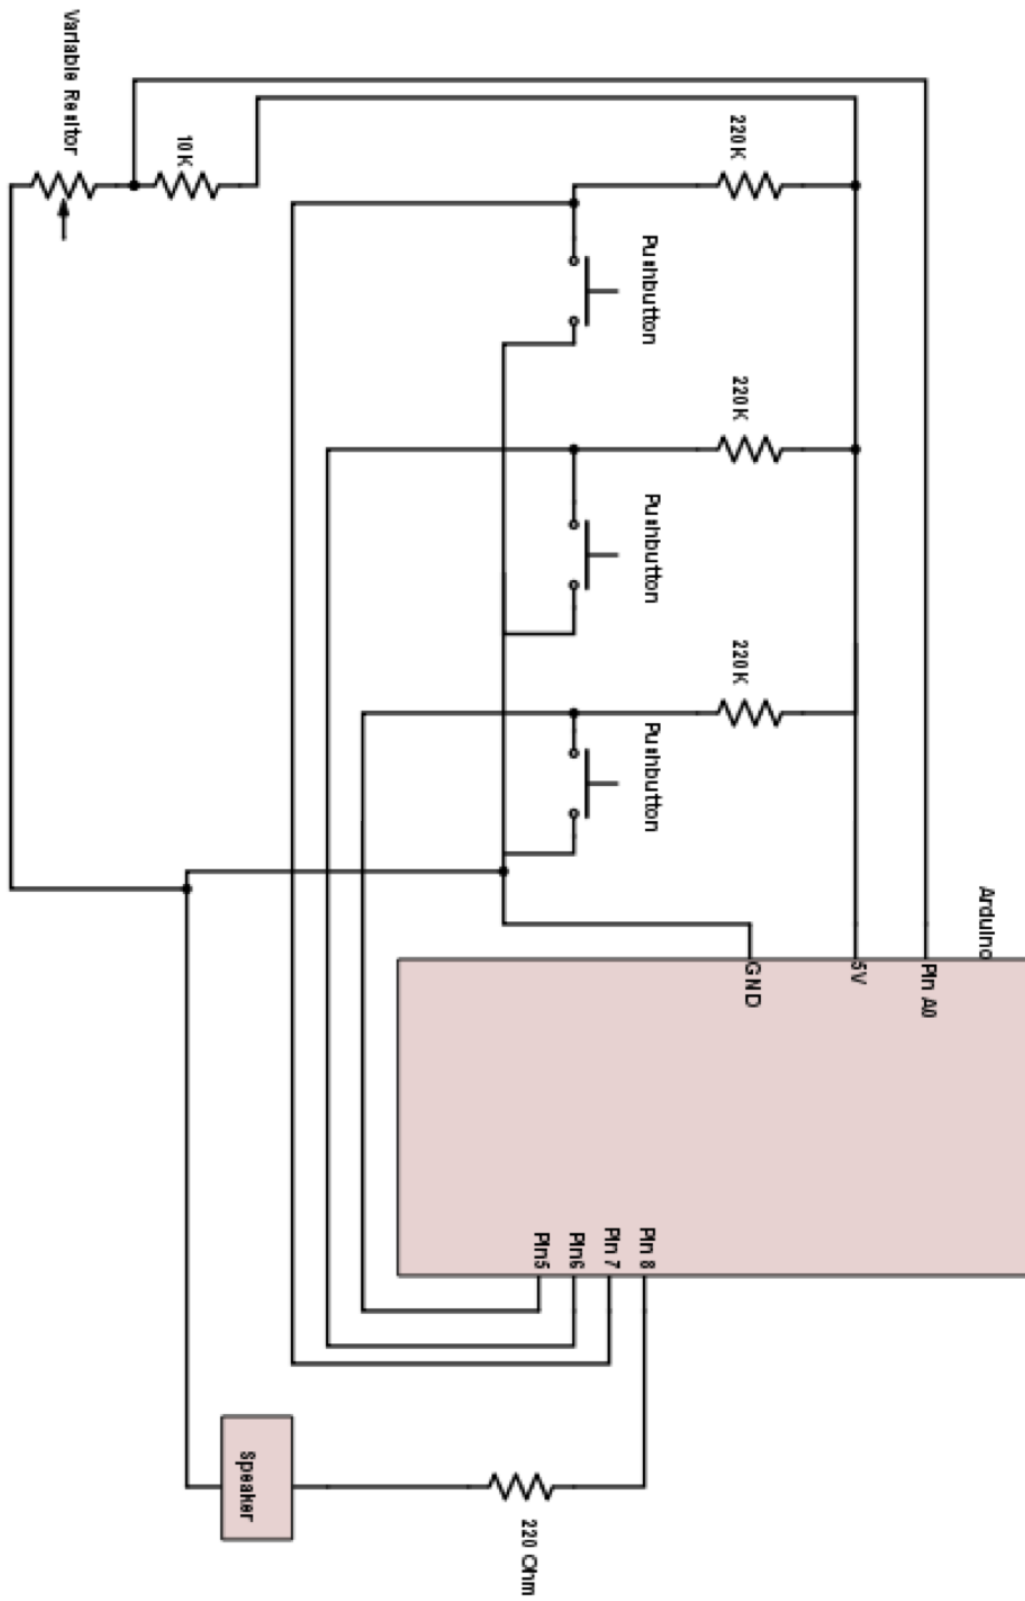 Arduino
Pin A0
5V
GND
220K
220K
220K
Pushbutton
Pushbutton
Pushbutton
Pin 8
Pin 7
Pin6
Pin5
220 Ohm
Speaker
10K
Variable Resitor